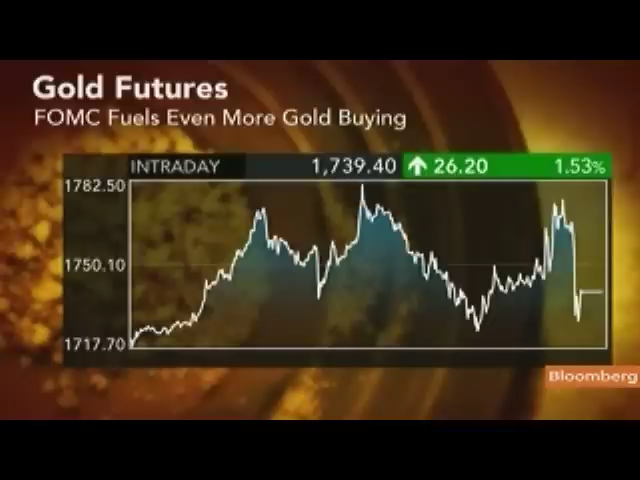 Gold Futures
FOMC Fuels Even More Gold Buying
INTRADAY 1,739.40 ↑ 26.20 1.53%
1782.50
1750.10
1717.70
Bloomberg